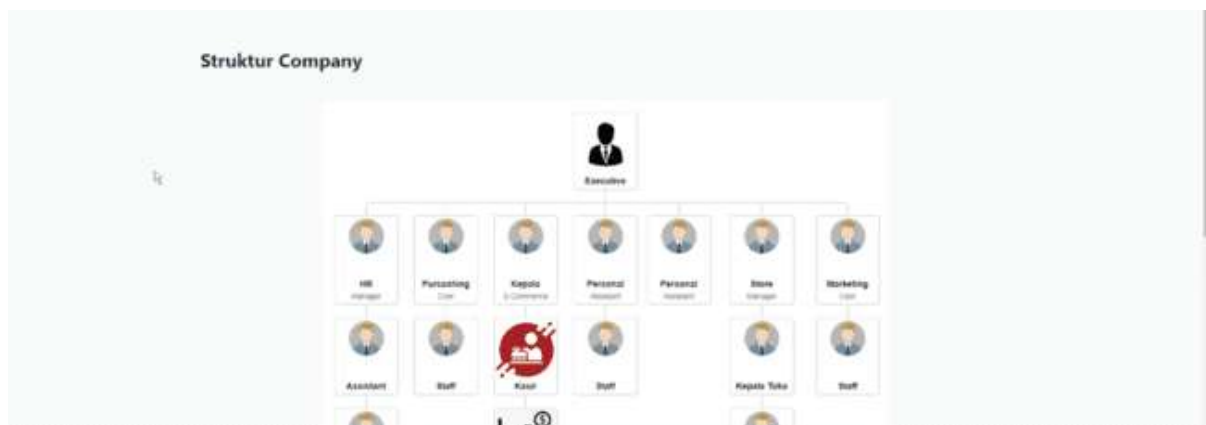 Struktur Company
Executive
HR Purcashing Kepala Personal Personal Store Marketing
Manager E-Commerce Assistant Assistant Manager
Assistant Staff Kasir Staff Kepala Toko Staff